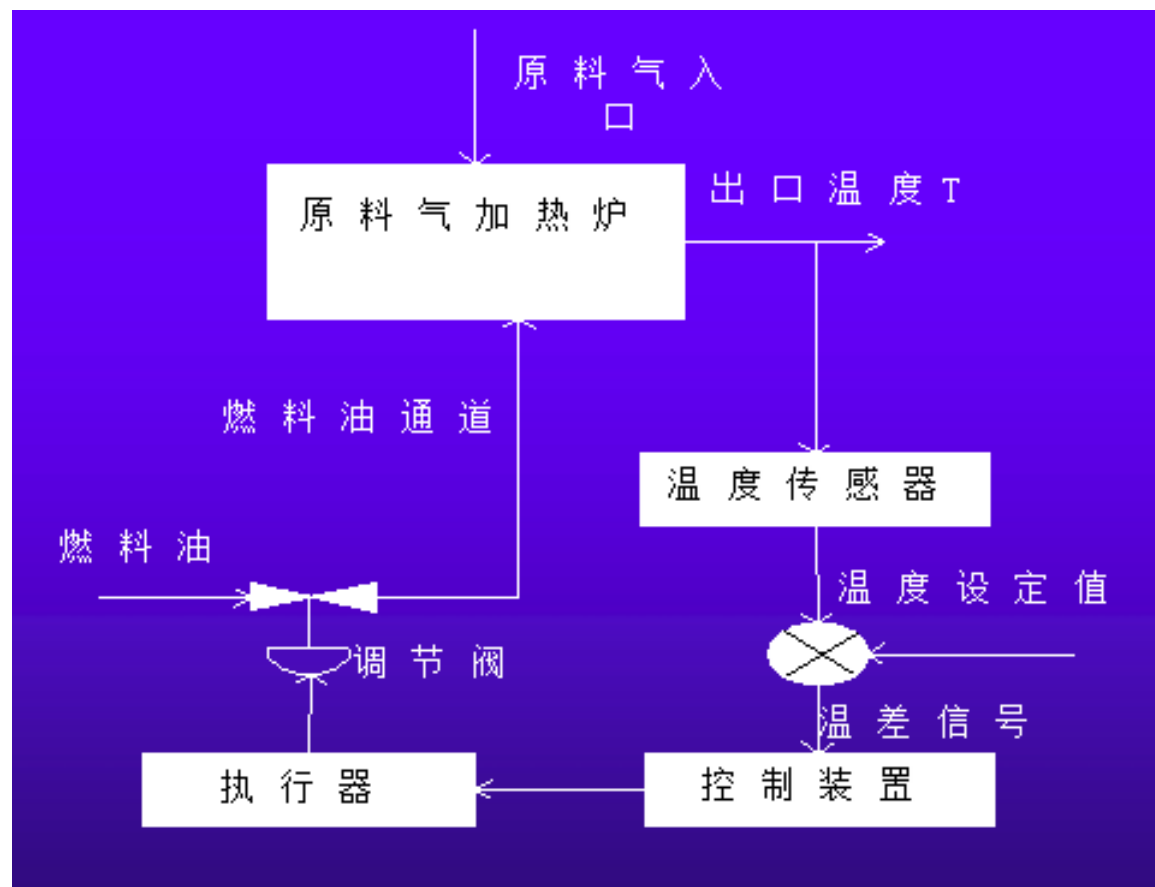 原料气入
口
原料气加热炉
出口温度T
燃料油通道
温度传感器
燃料油
温度设定值
调节阀
温差信号
执行器
控制装置